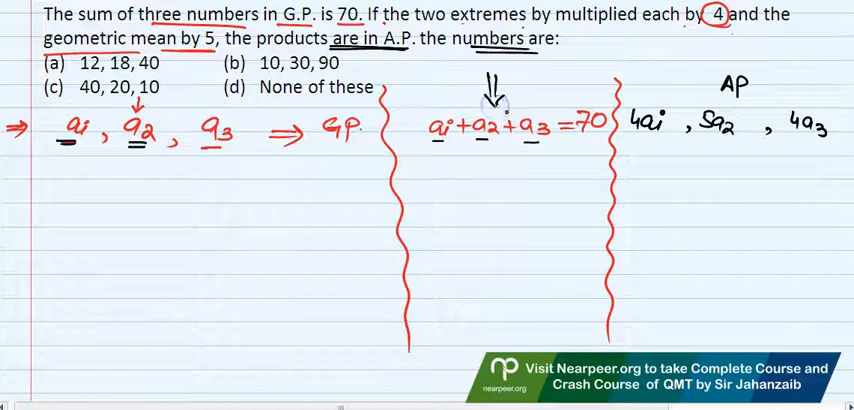 The sum of three numbers in G.P. is 70. If the two extremes by multiplied each by 4 and the
geometric mean by 5, the products are in A.P. the numbers are:
(a) 12, 18, 40 (b) 10, 30, 90
(c) 40, 20, 10 (d) None of these
AP
⇒ a1, a2, a3 ⇒ GP. a1+a2+a3=70 4a1, 5a2, 4a3
np Visit Nearpeer.org to take Complete Course and
nearpeer.org Crash Course of QMT by Sir Jahanzaib